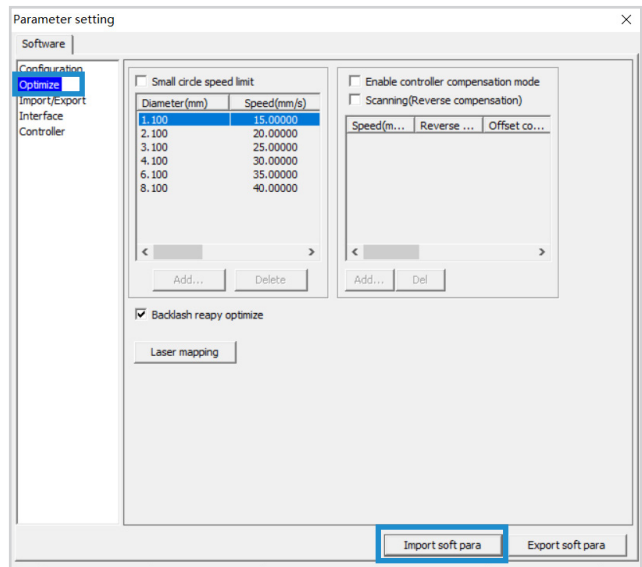 Parameter setting
Software
Configuration
Optimize
Import/Export
Interface
Controller
Small circle speed limit
Diameter(mm) Speed(mm/s)
1.100 15.00000
2.100 20.00000
3.100 25.00000
4.100 30.00000
6.100 35.00000
8.100 40.00000
Add... Delete
Enable controller compensation mode
Scanning(Reverse compensation)
Speed(m... Reverse ... Offset co...
Add... Del
Backlash reapy optimize
Laser mapping
Import soft para Export soft para